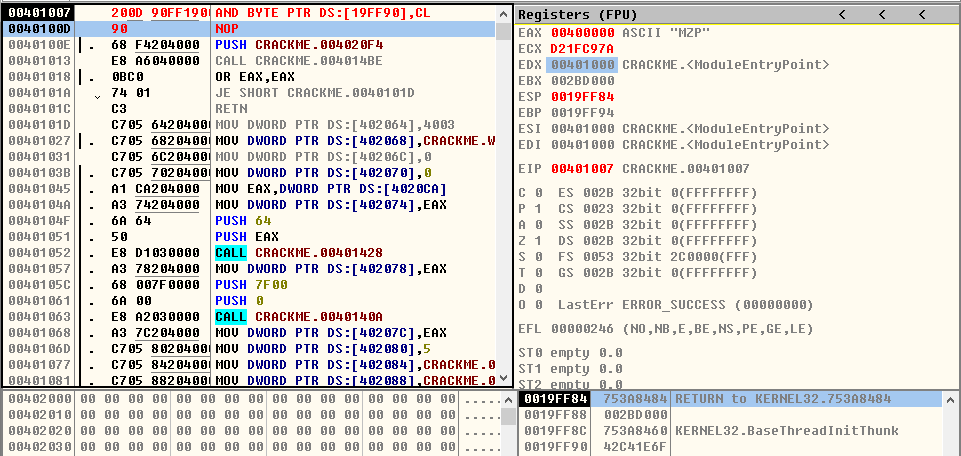 00401007 200D 90FF1900 AND BYTE PTR DS:[19FF90],CL
0040100D 90 NOP
0040100E . 68 F4204000 PUSH CRACKME.004020F4
00401013 E8 A6040000 CALL CRACKME.004014BE
00401018 . 0BC0 OR EAX,EAX
0040101A 74 01 JE SHORT CRACKME.0040101D
0040101C C3 RETN
0040101D C705 64204000 MOV DWORD PTR DS:[402064],4003
00401027 . C705 68204000 MOV DWORD PTR DS:[402068],CRACKME.W
00401031 C705 6C204000 MOV DWORD PTR DS:[40206C],0
0040103B . C705 70204000 MOV DWORD PTR DS:[402070],0
00401045 . A1 CA204000 MOV EAX,DWORD PTR DS:[4020CA]
0040104A . A3 74204000 MOV DWORD PTR DS:[402074],EAX
0040104F . 6A 64 PUSH 64
00401051 . 50 PUSH EAX
00401052 . E8 D1030000 CALL CRACKME.00401428
00401057 . A3 78204000 MOV DWORD PTR DS:[402078],EAX
0040105C . 68 007F0000 PUSH 7F00
00401061 . 6A 00 PUSH 0
00401063 . E8 A2030000 CALL CRACKME.0040140A
00401068 . A3 7C204000 MOV DWORD PTR DS:[40207C],EAX
0040106D . C705 80204000 MOV DWORD PTR DS:[402080],5
00401077 . C705 84204000 MOV DWORD PTR DS:[402084],CRACKME.0
00401081 . C705 88204000 MOV DWORD PTR DS:[402088],CRACKME.0
Registers (FPU) < < <
EAX 00400000 ASCII "MZP"
ECX D21FC97A
EDX 00401000 CRACKME.<ModuleEntryPoint>
EBX 002BD000
ESP 0019FF84
EBP 0019FF94
ESI 00401000 CRACKME.<ModuleEntryPoint>
EDI 00401000 CRACKME.<ModuleEntryPoint>
EIP 00401007 CRACKME.00401007
C 0 ES 002B 32bit 0(FFFFFFFF)
P 1 CS 0023 32bit 0(FFFFFFFF)
A 0 SS 002B 32bit 0(FFFFFFFF)
Z 1 DS 002B 32bit 0(FFFFFFFF)
S 0 FS 0053 32bit 2C0000(FFF)
T 0 GS 002B 32bit 0(FFFFFFFF)
D 0
O 0 LastErr ERROR_SUCCESS (00000000)
EFL 00000246 (NO,NB,E,BE,NS,PE,GE,LE)
ST0 empty 0.0
ST1 empty 0.0
ST2 empty 0.0
00402000 00 00 00 00 00 00 00 00 00 00 00 00 00 00 00 00 .....
00402010 00 00 00 00 00 00 00 00 00 00 00 00 00 00 00 00 .....
00402020 00 00 00 00 00 00 00 00 00 00 00 00 00 00 00 00 .....
00402030 00 00 00 00 00 00 00 00 00 00 00 00 00 00 00 00 .....
0019FF84 753A8484 RETURN to KERNEL32.753A8484
0019FF88 002BD000
0019FF8C 753A8460 KERNEL32.BaseThreadInitThunk
0019FF90 42C41E6F